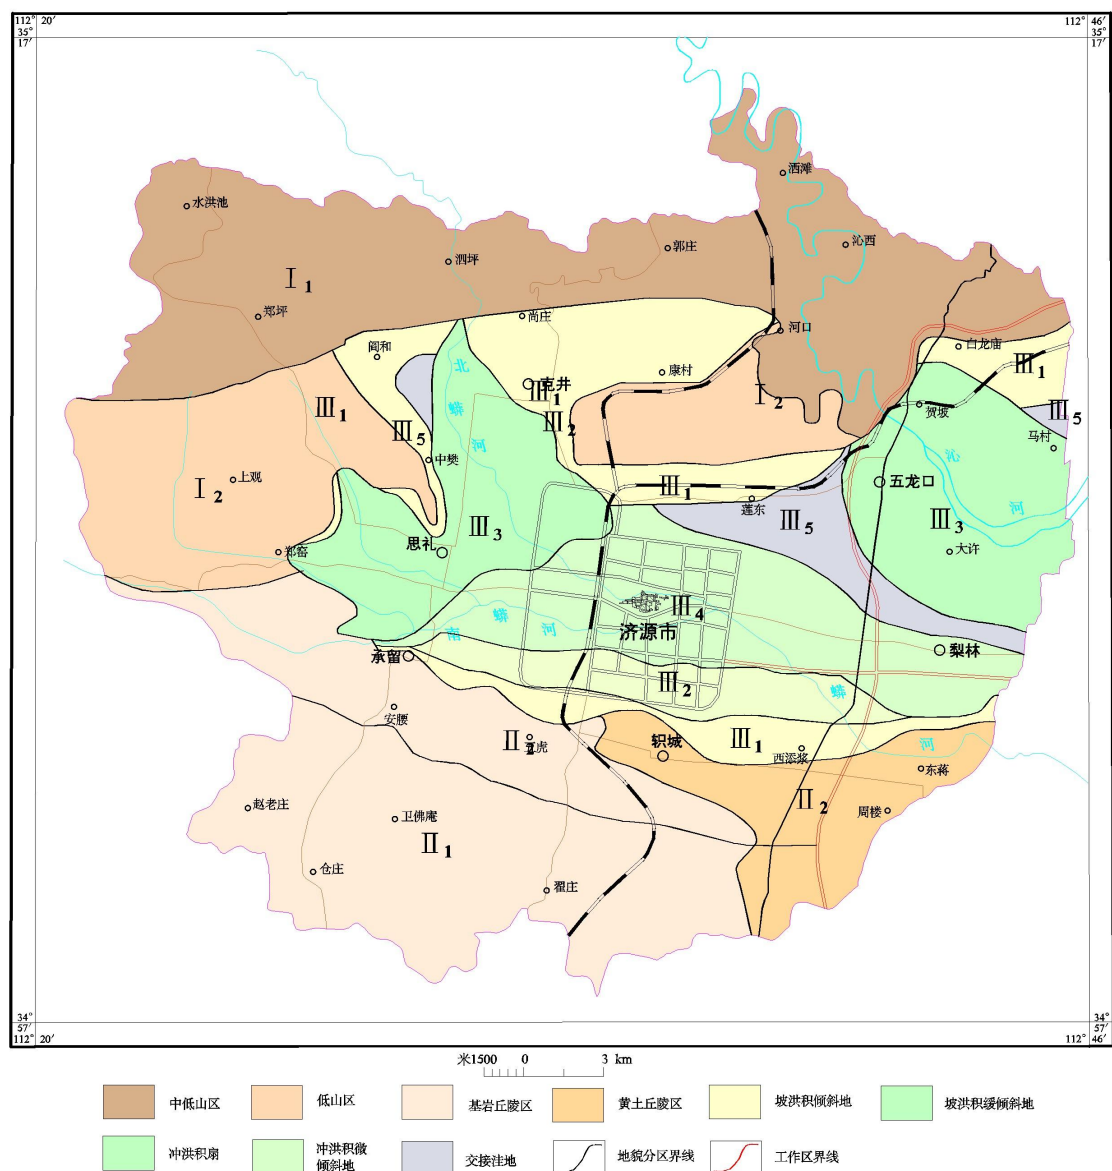 112° 20′
35°
17′
112° 46′
35°
17′
洒滩
水洪池
沁西
郭庄
泗坪
Ⅰ1
郑坪
尚庄
河口
阎和
白龙庙
北
蟒
河
Ⅲ1
康村
克井
Ⅲ1
Ⅰ2
Ⅲ1
Ⅲ2
贺坡
Ⅲ5
Ⅲ5
马村
中樊
沁
河
上观
Ⅰ2
Ⅲ1
五龙口
莲东
Ⅲ5
Ⅲ3
Ⅲ3
思礼
郑窑
大许
Ⅲ4
南
蟒
河
济源市
承留
梨林
Ⅲ2
蟒
河
安腰
Ⅱ2
虎
轵城
Ⅲ1
西添浆
东蒋
Ⅱ2
赵老庄
卫佛庵
周楼
Ⅱ1
仓庄
翟庄
34°
57′
112° 20′
34°
57′
112° 46′
米1500 0 3 km
中低山区
低山区
基岩丘陵区
黄土丘陵区
坡洪积倾斜地
坡洪积缓倾斜地
冲洪积扇
冲洪积微
倾斜地
交接洼地
地貌分区界线
工作区界线